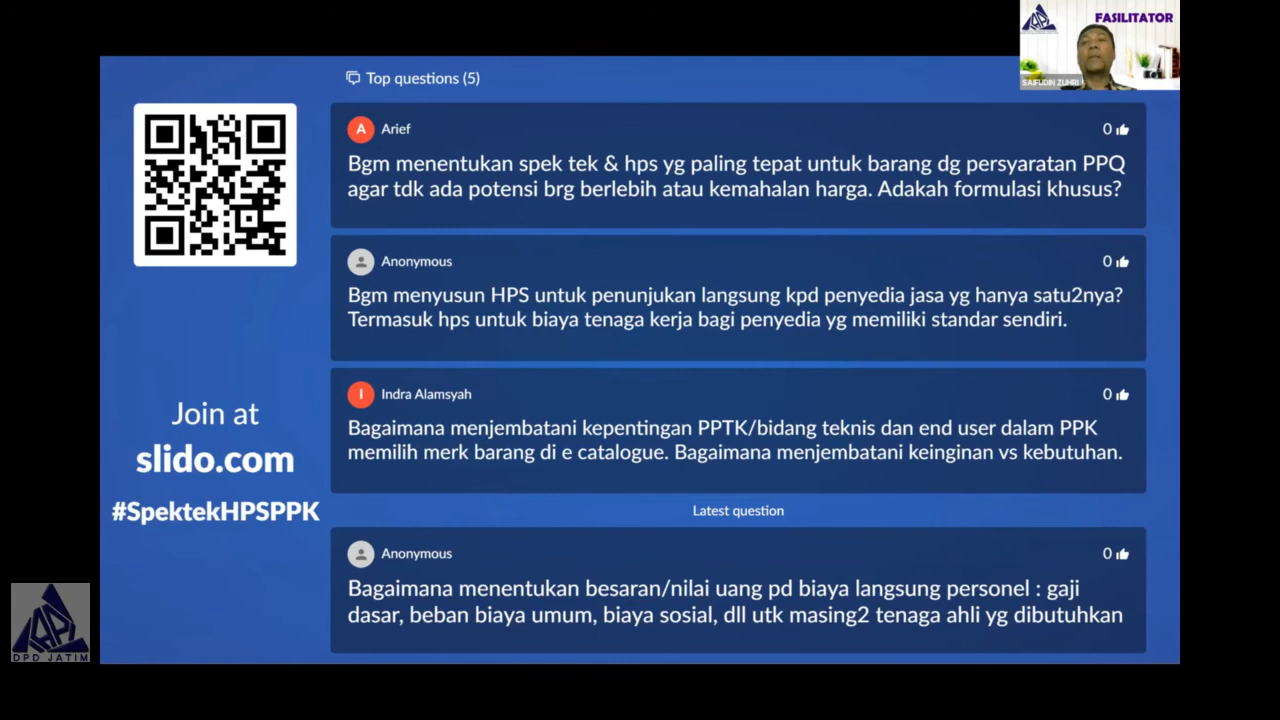 FASILITATOR
SAIFUDIN ZUHRI
Top questions (5)
A Arief
0
Bgm menentukan spek tek & hps yg paling tepat untuk barang dg persyaratan PPQ
agar tdk ada potensi brg berlebih atau kemahalan harga. Adakah formulasi khusus?
Anonymous
0
Bgm menyusun HPS untuk penunjukan langsung kpd penyedia jasa yg hanya satu2nya?
Termasuk hps untuk biaya tenaga kerja bagi penyedia yg memiliki standar sendiri.
I Indra Alamsyah
0
Bagaimana menjembatani kepentingan PPTK/bidang teknis dan end user dalam PPK
memilih merk barang di e catalogue. Bagaimana menjembatani keinginan vs kebutuhan.
Latest question
Anonymous
0
Bagaimana menentukan besaran/nilai uang pd biaya langsung personel : gaji
dasar, beban biaya umum, biaya sosial, dll utk masing2 tenaga ahli yg dibutuhkan
Join at
slido.com
#SpektekHPSPPK
DPD JATIM